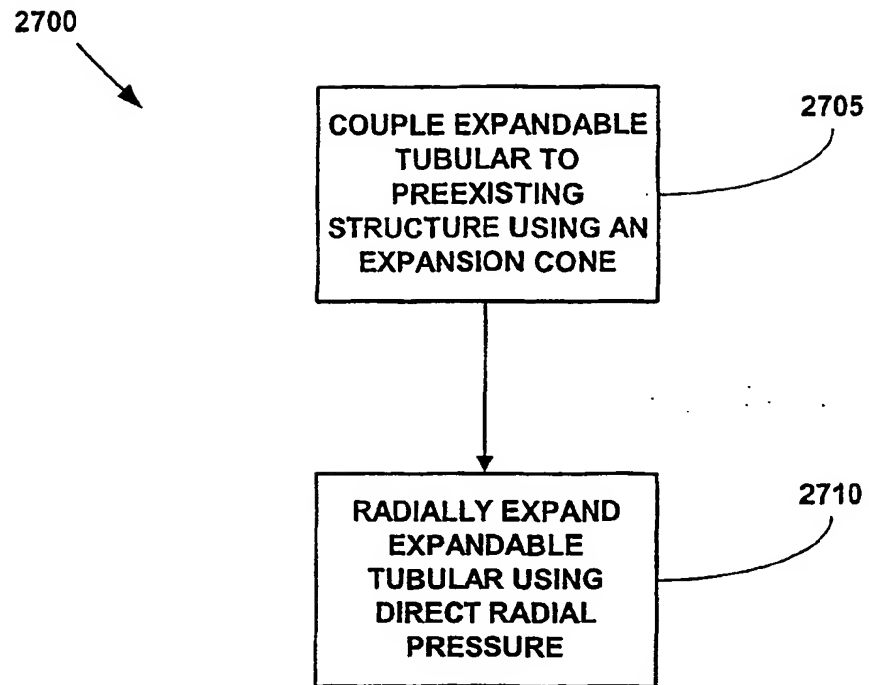 2700
COUPLE EXPANDABLE
TUBULAR TO
PREEXISTING
STRUCTURE USING AN
EXPANSION CONE
2705
RADIALLY EXPAND
EXPANDABLE
TUBULAR USING
DIRECT RADIAL
PRESSURE
2710